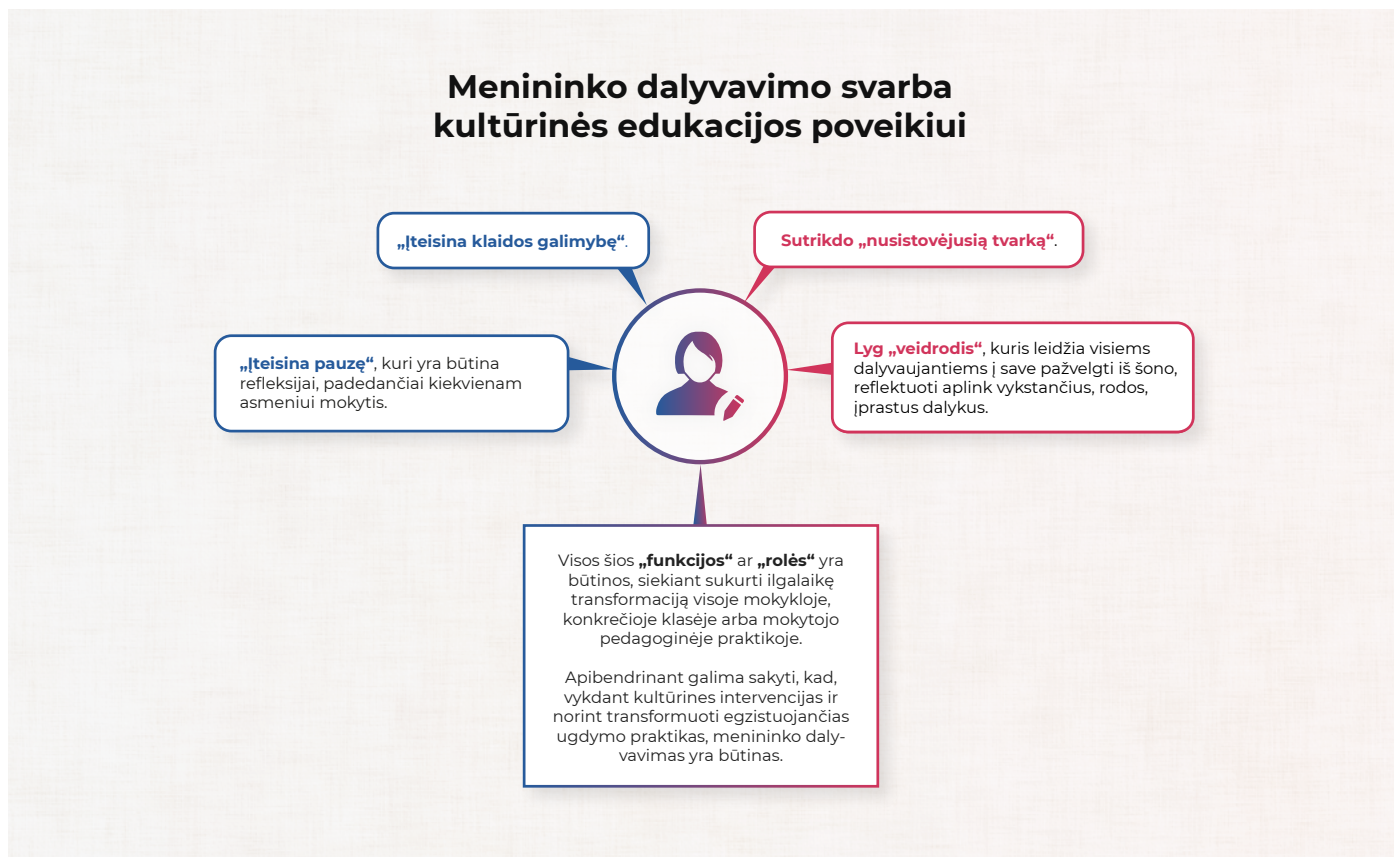 Menininko dalyvavimo svarba
kultūrinės edukacijos poveikiui
„Įteisina klaidos galimybę“.
Sutrikdo „nusistovėjusią tvarką“.
„Įteisina pauzę“, kuri yra būtina
refleksijai, padedančiai kiekvienam
asmeniui mokytis.
Lyg „veidrodis“, kuris leidžia visiems
dalyvaujantiems į save pažvelgti iš šono,
reflektuoti aplink vykstančius, rodos,
įprastus dalykus.
Visos šios „funkcijos“ ar „rolės“ yra
būtinos, siekiant sukurti ilgalaikę
transformaciją visoje mokykloje,
konkrečioje klasėje arba mokytojo
pedagoginėje praktikoje.
Apibendrinant galima sakyti, kad,
vykdant kultūrines intervencijas ir
norint transformuoti egzistuojančias
ugdymo praktikas, menininko daly-
vavimas yra būtinas.